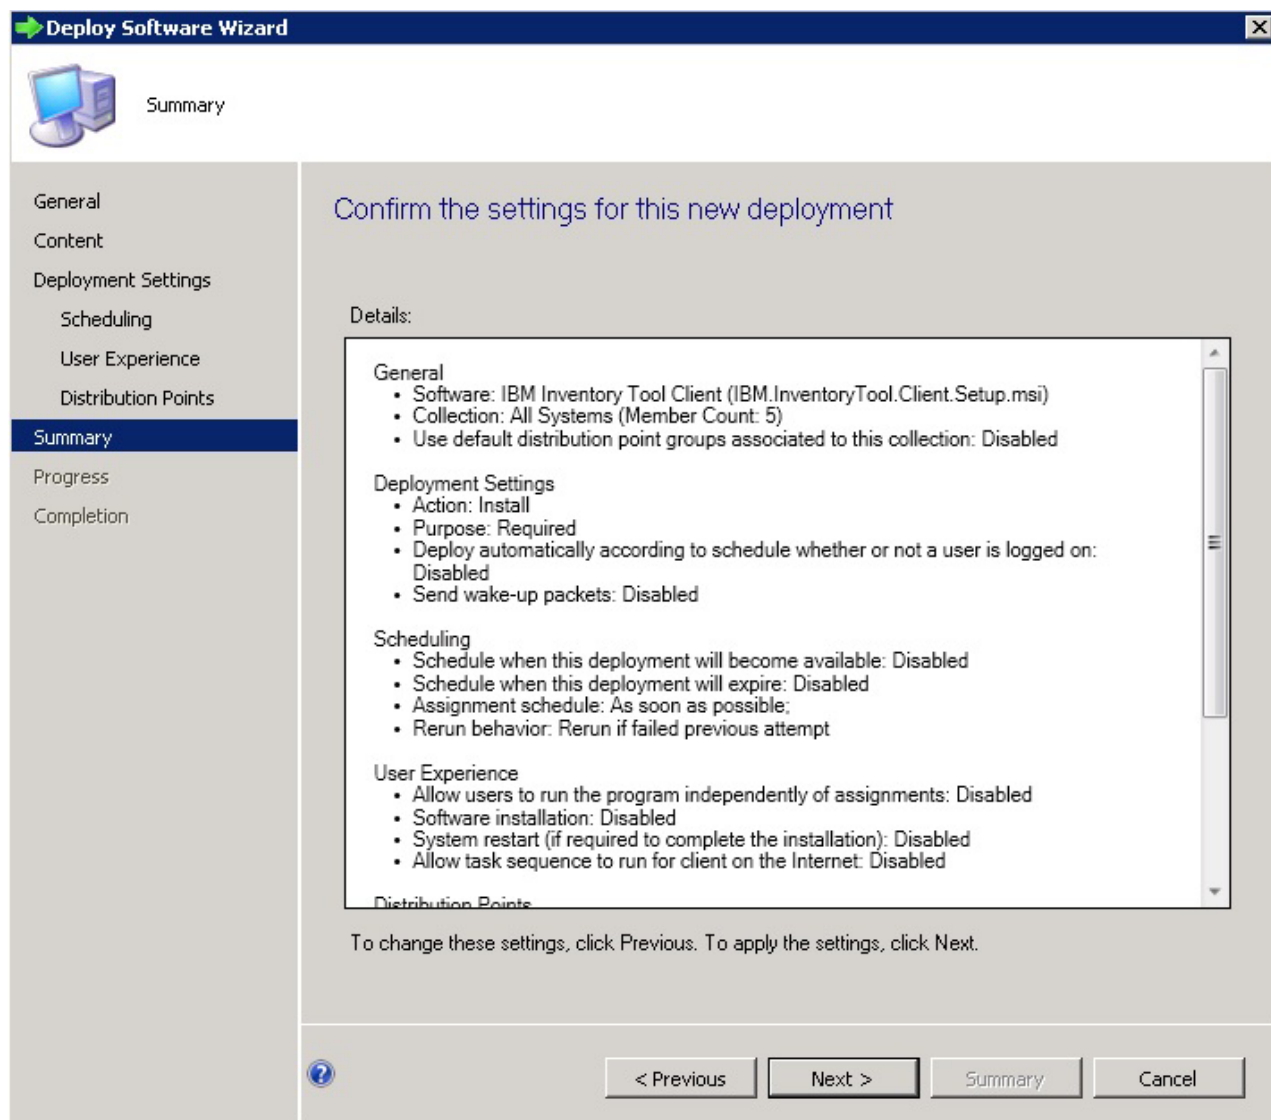 Deploy Software Wizard
Summary
General
Content
Deployment Settings
Scheduling
User Experience
Distribution Points
Summary
Progress
Completion
Confirm the settings for this new deployment
Details:
General
• Software: IBM Inventory Tool Client (IBM.InventoryTool.Client.Setup.msi)
• Collection: All Systems (Member Count: 5)
• Use default distribution point groups associated to this collection: Disabled
Deployment Settings
• Action: Install
• Purpose: Required
• Deploy automatically according to schedule whether or not a user is logged on:
Disabled
• Send wake-up packets: Disabled
Scheduling
• Schedule when this deployment will become available: Disabled
• Schedule when this deployment will expire: Disabled
• Assignment schedule: As soon as possible;
• Rerun behavior: Rerun if failed previous attempt
User Experience
• Allow users to run the program independently of assignments: Disabled
• Software installation: Disabled
• System restart (if required to complete the installation): Disabled
• Allow task sequence to run for client on the Internet: Disabled
Distribution Points
To change these settings, click Previous. To apply the settings, click Next.
< Previous
Next >
Summary
Cancel